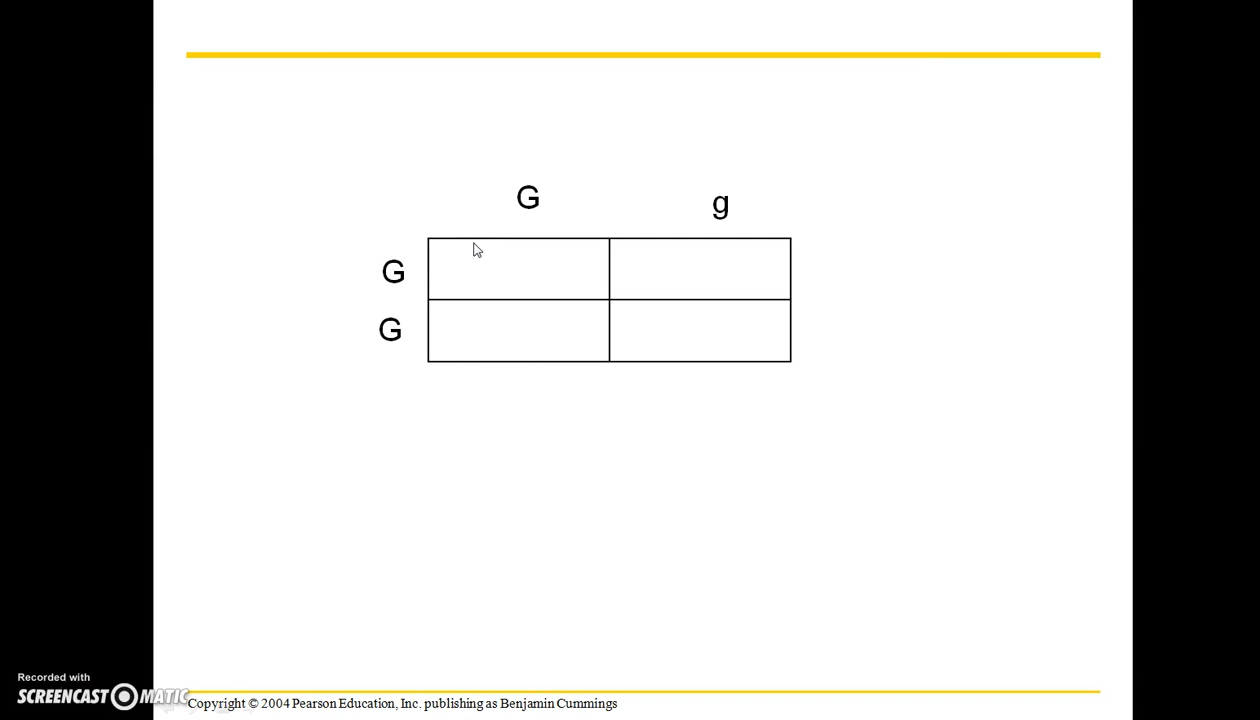 G g
G
G
Recorded with
SCREENCAST MATIC
Copyright © 2004 Pearson Education, Inc. publishing as Benjamin Cummings